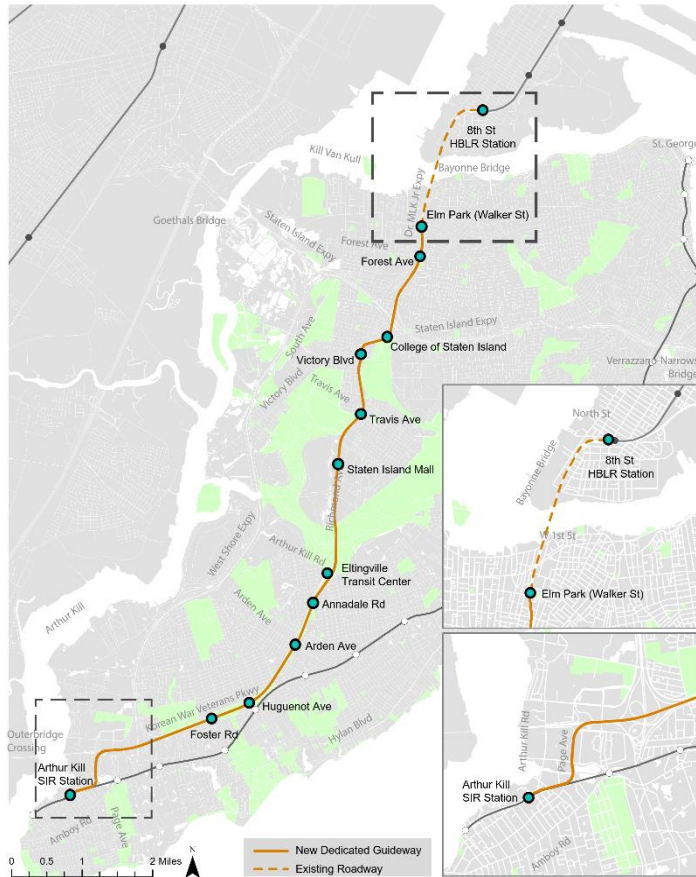 8th St
HBLR Station
Kill Van Kull
Bayonne Bridge
St. George
Dr. MLK Jr Expy
Goethals Bridge
Elm Park (Walker St)
Staten Island Expy
Forest Ave
Forest Ave
South Ave
Staten Island Expy
College of Staten Island
Victory Blvd
Verrazzano-Narrows
Bridge
Victory Blvd
Travis Ave
Travis Ave
Staten Island Mall
Richmond Ave
West Shore Expy
Arthur Kill Rd
Eltingville
Transit Center
Arden Ave
Annadale Rd
Arthur Kill
Arden Ave
Korean War Veterans Pkwy
Huguenot Ave
Foster Rd
Hylan Blvd
Outerbridge
Crossing
Arthur Kill
SIR Station
Amboy Rd
Page Ave
0 0.5 1 2 Miles
N
New Dedicated Guideway
Existing Roadway
North St
8th St
HBLR Station
Bayonne Bridge
W 1st St
Elm Park (Walker St)
Arthur Kill Rd
Page Ave
Arthur Kill
SIR Station
Amboy Rd